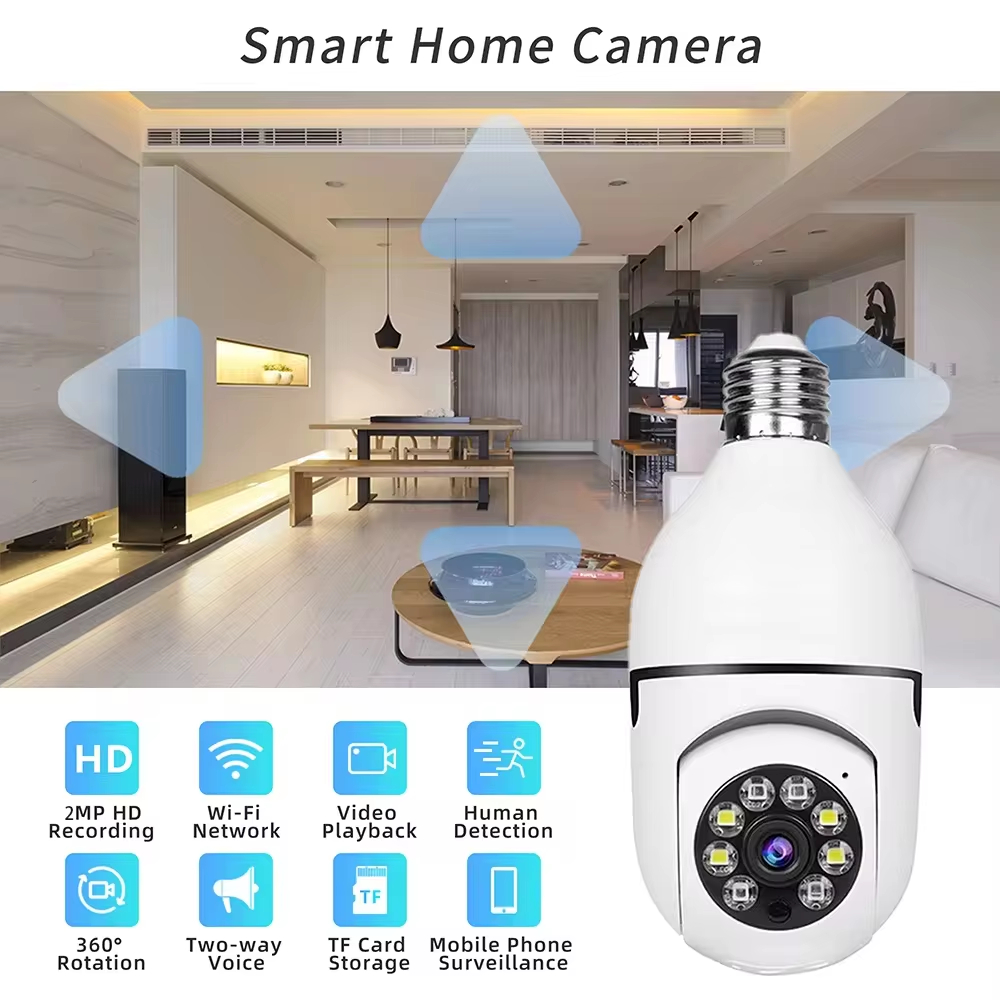 Smart Home Camera
HD
2MP HD
Recording
Wi-Fi
Network
Video
Playback
Human
Detection
360°
Rotation
Two-way
Voice
TF
TF Card
Storage
Mobile Phone
Surveillance